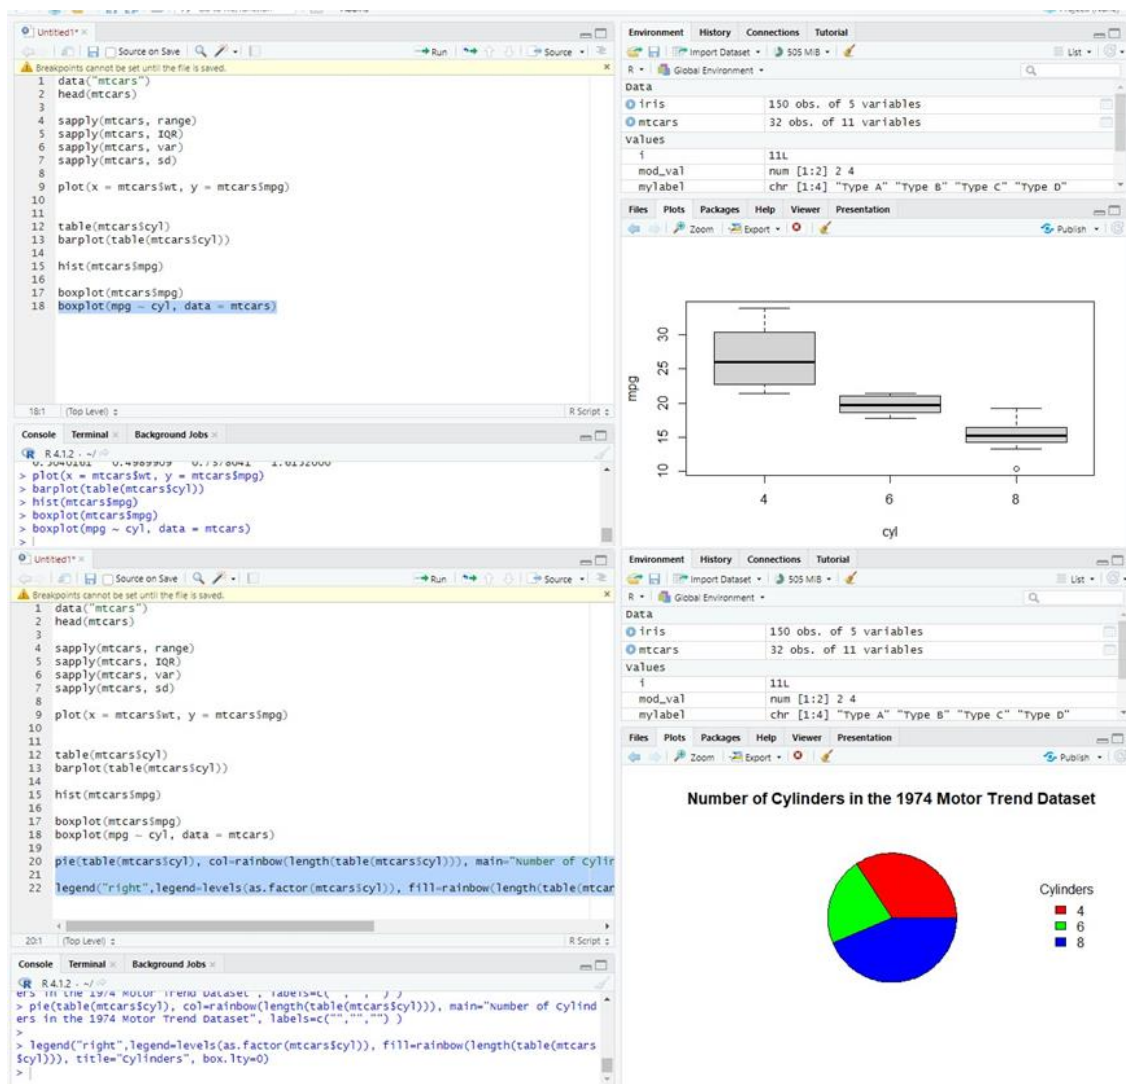 Untitled1*
Source on Save
Run
Source
Breakpoints cannot be set until the file is saved.
1 data("mtcars")
2 head(mtcars)
3
4 sapply(mtcars, range)
5 sapply(mtcars, IQR)
6 sapply(mtcars, var)
7 sapply(mtcars, sd)
8
9 plot(x = mtcars$wt, y = mtcars$mpg)
10
11
12 table(mtcars$cyl)
13 barplot(table(mtcars$cyl))
14
15 hist(mtcars$mpg)
16
17 boxplot(mtcars$mpg)
18 boxplot(mpg ~ cyl, data = mtcars)
18:1 (Top Level) R Script
Console Terminal Background Jobs
R 4.1.2 · ~/
> plot(x = mtcars$wt, y = mtcars$mpg)
> barplot(table(mtcars$cyl))
> hist(mtcars$mpg)
> boxplot(mtcars$mpg)
> boxplot(mpg ~ cyl, data = mtcars)
>
Environment History Connections Tutorial
Import Dataset 505 MiB List
R Global Environment
Data
iris 150 obs. of 5 variables
mtcars 32 obs. of 11 variables
Values
i 11L
mod_val num [1:2] 2 4
mylabel chr [1:4] "Type A" "Type B" "Type C" "Type D"
Files Plots Packages Help Viewer Presentation
Zoom Export Publish
mpg
30
25
20
15
10
4 6 8
cyl
Untitled1*
Source on Save
Run
Source
Breakpoints cannot be set until the file is saved.
1 data("mtcars")
2 head(mtcars)
3
4 sapply(mtcars, range)
5 sapply(mtcars, IQR)
6 sapply(mtcars, var)
7 sapply(mtcars, sd)
8
9 plot(x = mtcars$wt, y = mtcars$mpg)
10
11
12 table(mtcars$cyl)
13 barplot(table(mtcars$cyl))
14
15 hist(mtcars$mpg)
16
17 boxplot(mtcars$mpg)
18 boxplot(mpg ~ cyl, data = mtcars)
19
20 pie(table(mtcars$cyl), col=rainbow(length(table(mtcars$cyl))), main="Number of Cylin
21
22 legend("right",legend=levels(as.factor(mtcars$cyl)), fill=rainbow(length(table(mtcar
20:1 (Top Level) R Script
Console Terminal Background Jobs
R 4.1.2 · ~/
ers in the 1974 Motor Trend Dataset", labels=c("","","") )
> pie(table(mtcars$cyl), col=rainbow(length(table(mtcars$cyl))), main="Number of Cylind
ers in the 1974 Motor Trend Dataset", labels=c("","","") )
>
> legend("right",legend=levels(as.factor(mtcars$cyl)), fill=rainbow(length(table(mtcars
$cyl))), title="Cylinders", box.lty=0)
>
Environment History Connections Tutorial
Import Dataset 505 MiB List
R Global Environment
Data
iris 150 obs. of 5 variables
mtcars 32 obs. of 11 variables
Values
i 11L
mod_val num [1:2] 2 4
mylabel chr [1:4] "Type A" "Type B" "Type C" "Type D"
Files Plots Packages Help Viewer Presentation
Zoom Export Publish
Number of Cylinders in the 1974 Motor Trend Dataset
Cylinders
4
6
8